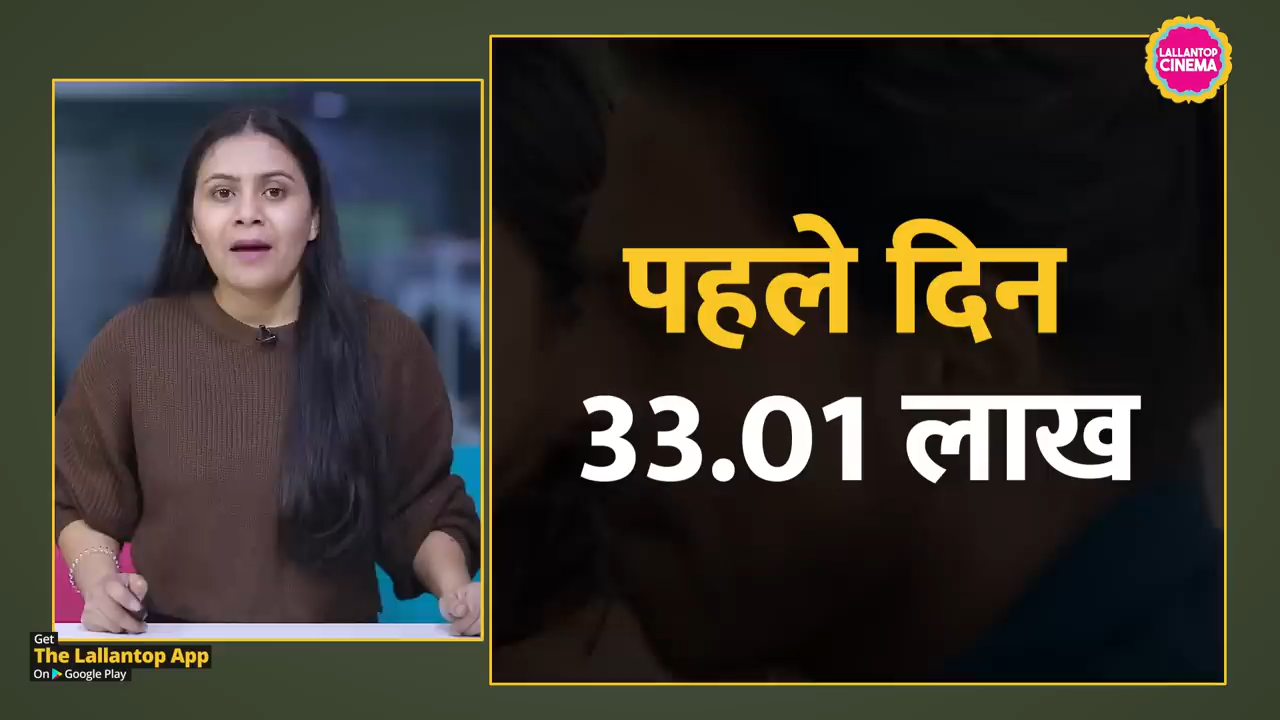 LALLANTOP
CINEMA
पहले दिन
33.01 लाख
Get
The Lallantop App
On Google Play